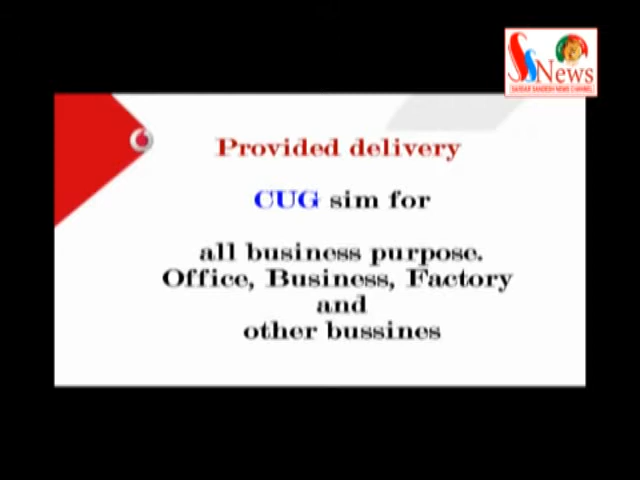 SS News
SARDAR SANDESH NEWS CHANNEL
Provided delivery
CUG sim for
all business purpose.
Office, Business, Factory
and
other bussines